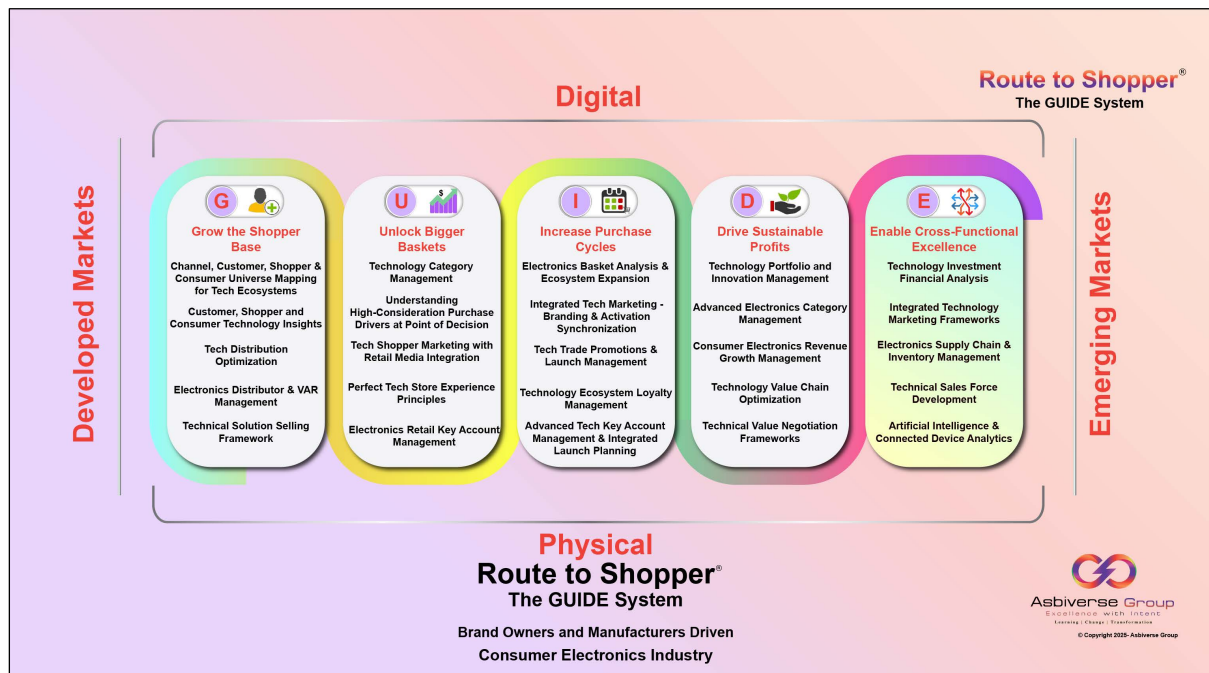 Digital
Route to Shopper®
The GUIDE System
Developed Markets
G
Grow the Shopper
Base
Channel, Customer, Shopper &
Consumer Universe Mapping
for Tech Ecosystems
Customer, Shopper and
Consumer Technology Insights
Tech Distribution
Optimization
Electronics Distributor & VAR
Management
Technical Solution Selling
Framework
U
$
Unlock Bigger
Baskets
Technology Category
Management
Understanding
High-Consideration Purchase
Drivers at Point of Decision
Tech Shopper Marketing with
Retail Media Integration
Perfect Tech Store Experience
Principles
Electronics Retail Key Account
Management
I
Increase Purchase
Cycles
Electronics Basket Analysis &
Ecosystem Expansion
Integrated Tech Marketing -
Branding & Activation
Synchronization
Tech Trade Promotions &
Launch Management
Technology Ecosystem Loyalty
Management
Advanced Tech Key Account
Management & Integrated
Launch Planning
D
Drive Sustainable
Profits
Technology Portfolio and
Innovation Management
Advanced Electronics Category
Management
Consumer Electronics Revenue
Growth Management
Technology Value Chain
Optimization
Technical Value Negotiation
Frameworks
E
Enable Cross-Functional
Excellence
Technology Investment
Financial Analysis
Integrated Technology
Marketing Frameworks
Electronics Supply Chain &
Inventory Management
Technical Sales Force
Development
Artificial Intelligence &
Connected Device Analytics
Emerging Markets
Physical
Route to Shopper®
The GUIDE System
Brand Owners and Manufacturers Driven
Consumer Electronics Industry
Asbiverse Group
Excellence with Intent
Learning | Change | Transformation
© Copyright 2025- Asbiverse Group